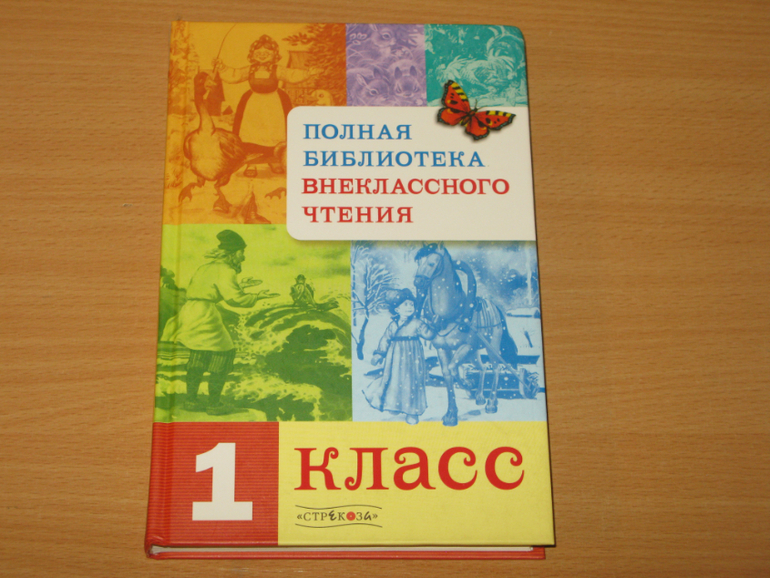 ПОЛНАЯ
БИБЛИОТЕКА
ВНЕКЛАССНОГО
ЧТЕНИЯ
1 класс
«СТРЕКОЗА»